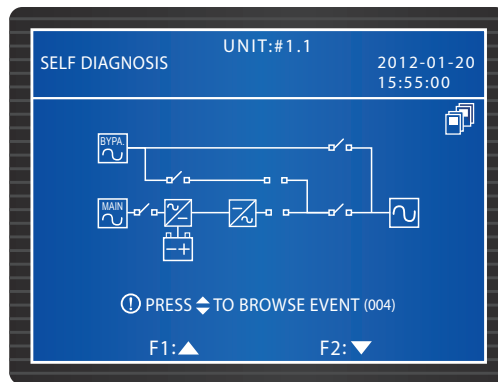 UNIT:#1.1
SELF DIAGNOSIS
2012-01-20
15:55:00
BYPA.
MAIN
PRESS TO BROWSE EVENT (004)
F1: F2: